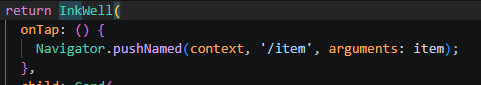 return InkWell(
onTap: () {
Navigator.pushNamed(context, '/item', arguments: item);
},
child: Card(